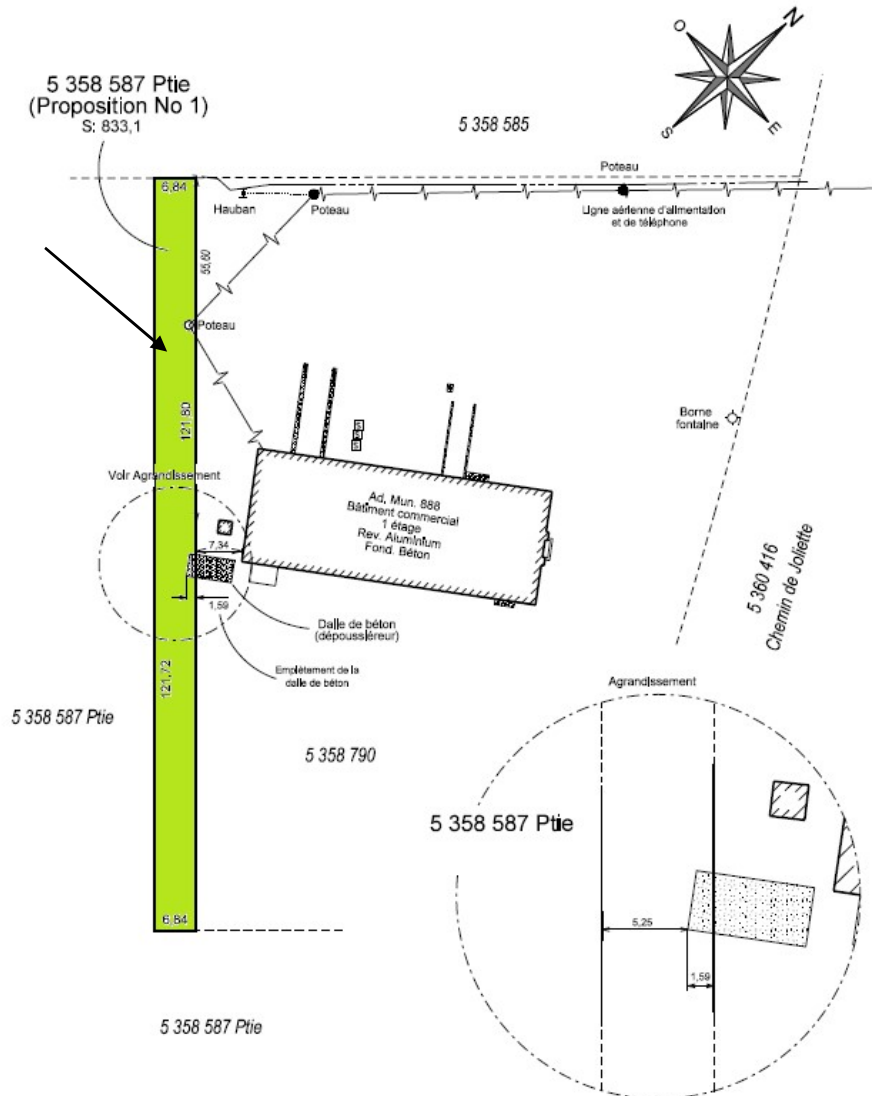 5 358 587 Ptie
(Proposition No 1)
S: 833,1
O
N
S
E
5 358 585
6,84
Poteau
Hauban
Poteau
Ligne aérienne d'alimentation
et de téléphone
55,60
Poteau
121,80
Borne
fontaine
Voir Agrandissement
Ad. Mun. 888
Bâtiment commercial
1 étage
Rev. Aluminium
Fond. Béton
7,34
1,59
5 360 416
Chemin de Joliette
Dalle de béton
(dépoussiéreur)
Emplètement de la
dalle de béton
121,72
Agrandissement
5 358 587 Ptie
5 358 790
5 358 587 Ptie
5,25
1,59
6,84
5 358 587 Ptie